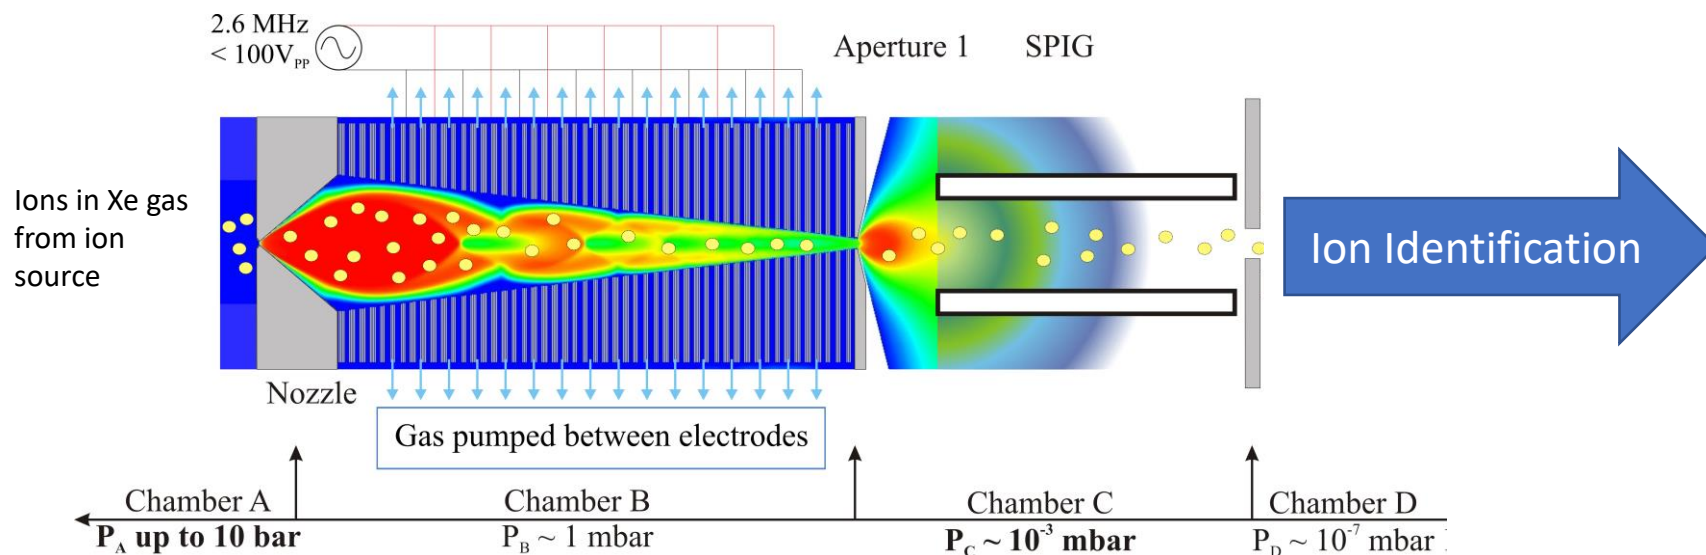 2.6 MHz
< 100V_PP
Aperture 1
SPIG
Ions in Xe gas
from ion
source
Ion Identification
Nozzle
Gas pumped between electrodes
Chamber A
Chamber B
Chamber C
Chamber D
P_A up to 10 bar
P_B ~ 1 mbar
P_C ~ 10⁻³ mbar
P_D ~ 10⁻⁷ mbar